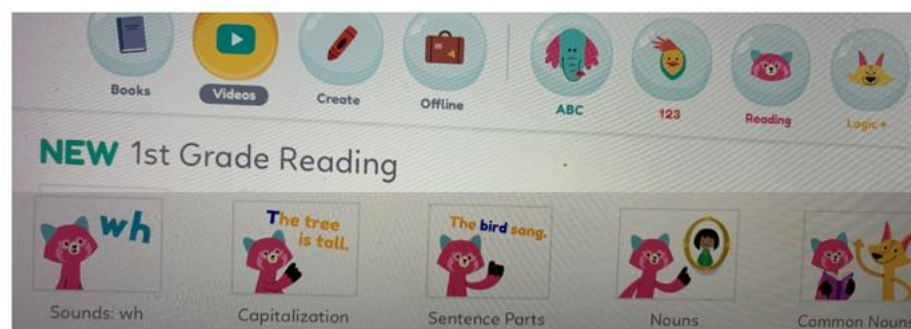 Books
Videos
Create
Offline
ABC
123
Reading
Logic+
NEW 1st Grade Reading
wh
The tree
is tall.
The bird sang.
Sounds: wh
Capitalization
Sentence Parts
Nouns
Common Nouns